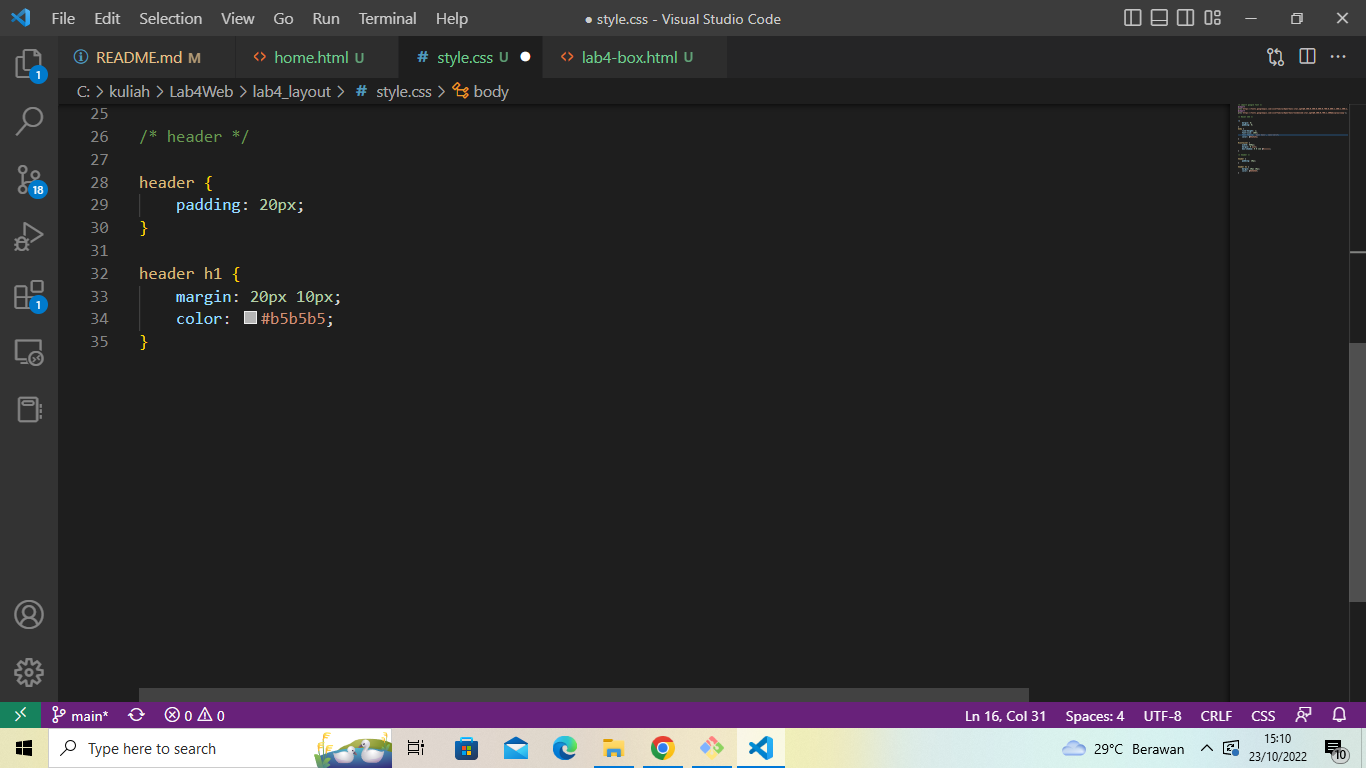 File Edit Selection View Go Run Terminal Help ● style.css - Visual Studio Code
README.md M home.html U # style.css U ● lab4-box.html U
C: > kuliah > Lab4Web > lab4_layout > # style.css > body
25
26 /* header */
27
28 header {
29 padding: 20px;
30 }
31
32 header h1 {
33 margin: 20px 10px;
34 color: #b5b5b5;
35 }
1
18
1
main* 0 0 Ln 16, Col 31 Spaces: 4 UTF-8 CRLF CSS
Type here to search 29°C Berawan 15:10
23/10/2022 10